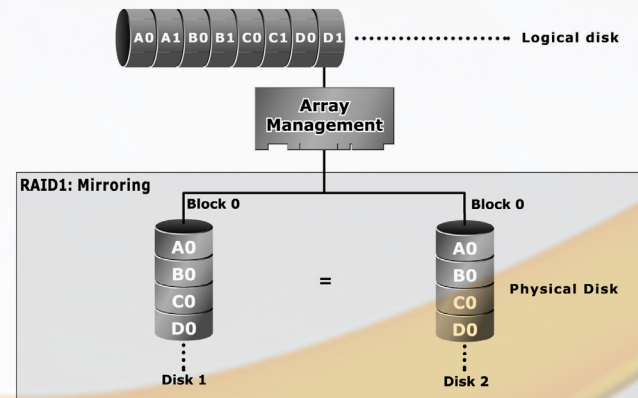 A0 A1 B0 B1 C0 C1 D0 D1 Logical disk
Array
Management
RAID1: Mirroring
Block 0 Block 0
A0 A0
B0 B0
C0 = C0 Physical Disk
D0 D0
Disk 1 Disk 2